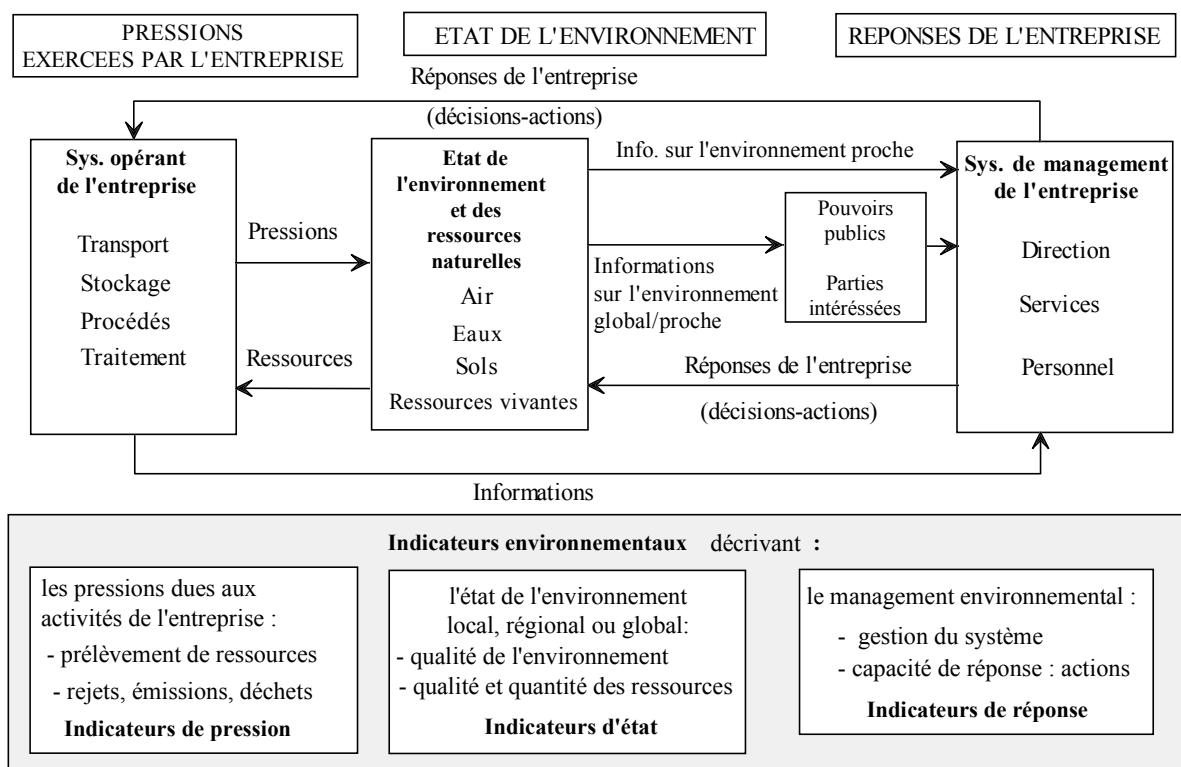 PRESSIONS
EXERCEES PAR L'ENTREPRISE
ETAT DE L'ENVIRONNEMENT
REPONSES DE L'ENTREPRISE
Réponses de l'entreprise
(décisions-actions)
Sys. opérant
de l'entreprise
Transport
Stockage
Procédés
Traitement
Pressions
Ressources
Etat de
l'environnement
et des
ressources
naturelles
Air
Eaux
Sols
Ressources vivantes
Info. sur l'environnement proche
Informations
sur l'environnement
global/proche
Pouvoirs
publics
Parties
intéréssées
Réponses de l'entreprise
(décisions-actions)
Sys. de management
de l'entreprise
Direction
Services
Personnel
Informations
Indicateurs environnementaux décrivant :
les pressions dues aux
activités de l'entreprise :
- prélèvement de ressources
- rejets, émissions, déchets
Indicateurs de pression
l'état de l'environnement
local, régional ou global:
- qualité de l'environnement
- qualité et quantité des ressources
Indicateurs d'état
le management environnemental :
- gestion du système
- capacité de réponse : actions
Indicateurs de réponse